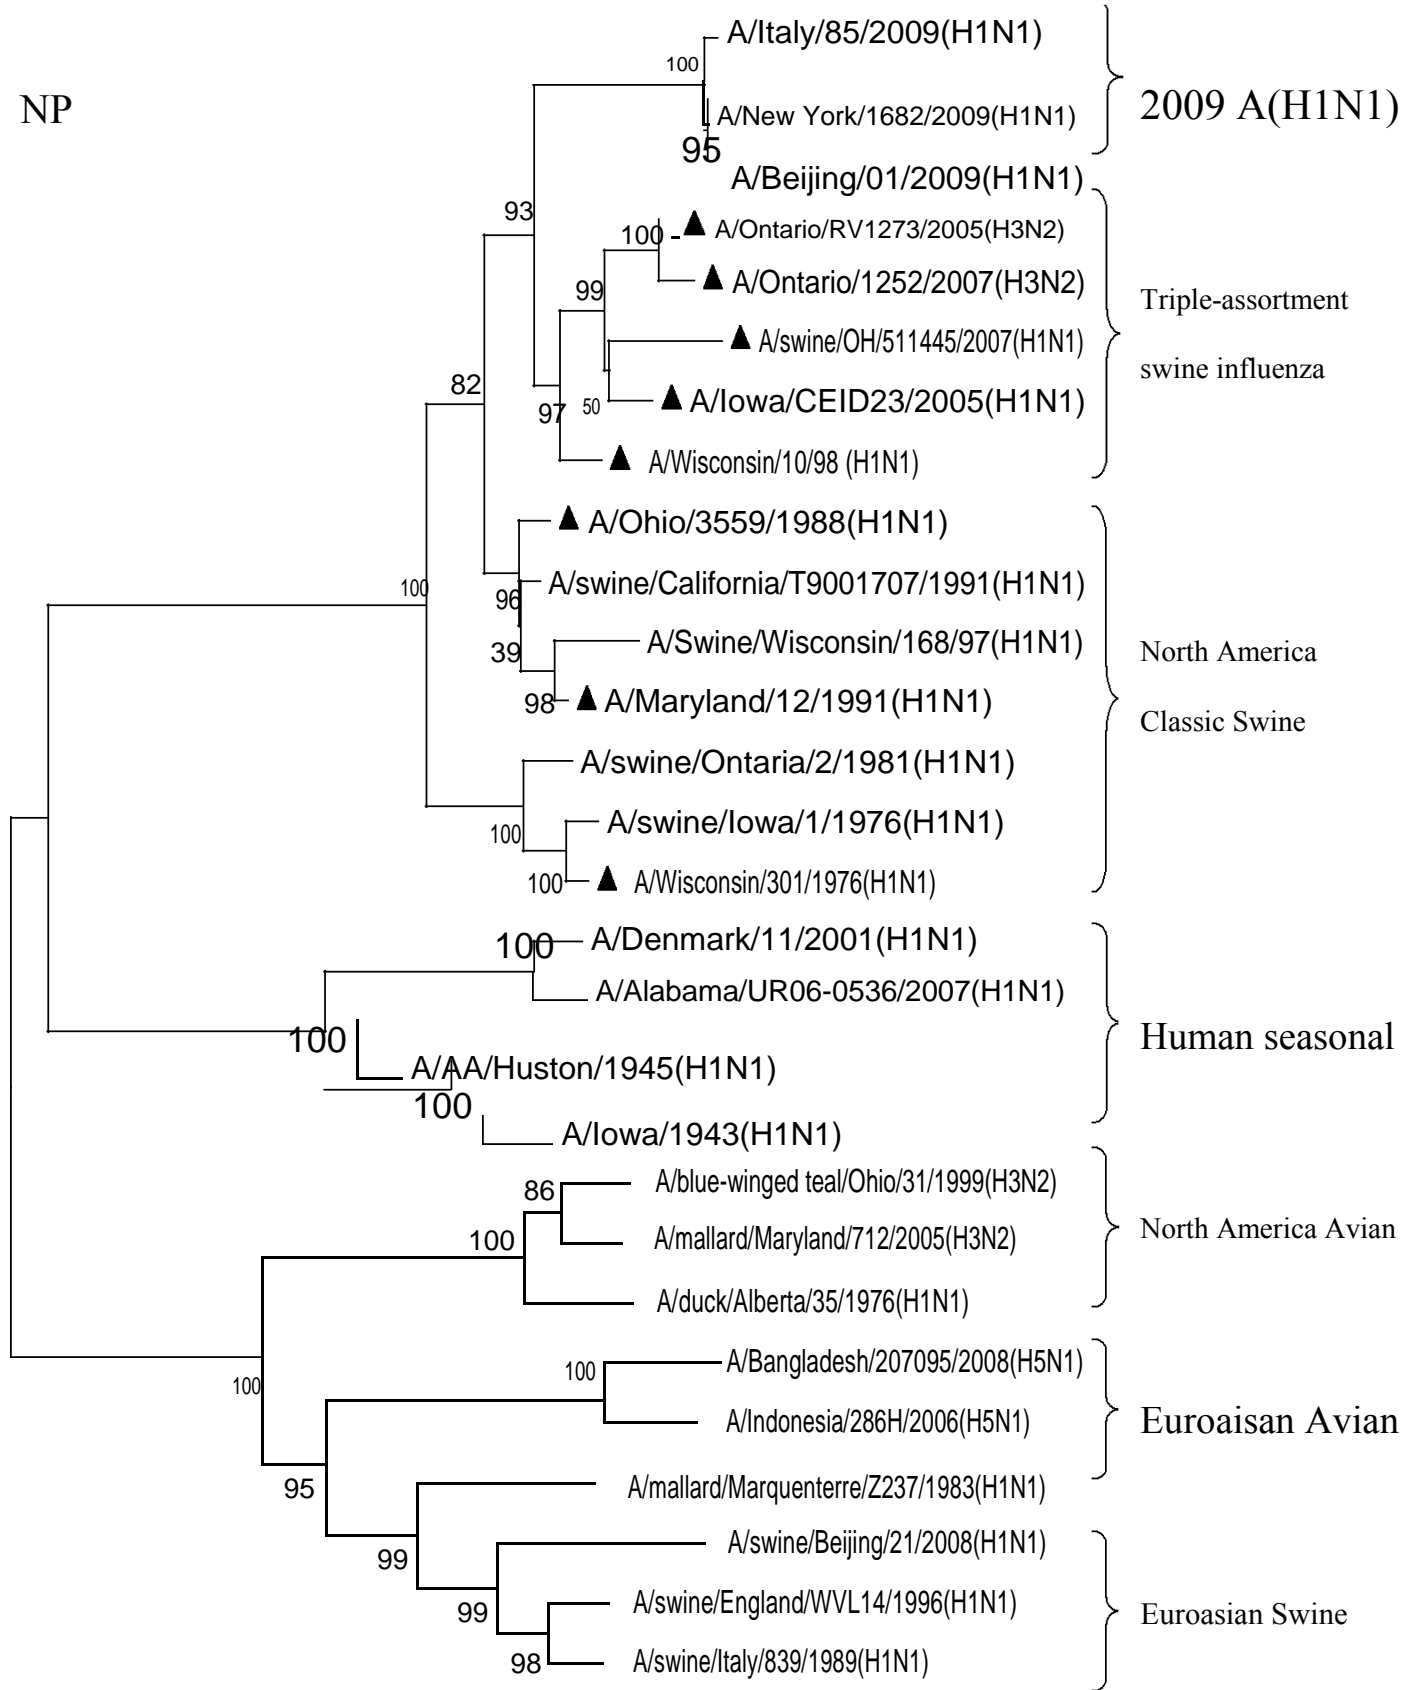 NP
A/Italy/85/2009(H1N1)
100
A/New York/1682/2009(H1N1)
95
2009 A(H1N1)
A/Beijing/01/2009(H1N1)
93
100
A/Ontario/RV1273/2005(H3N2)
A/Ontario/1252/2007(H3N2)
99
Triple-assortment
swine influenza
A/swine/OH/511445/2007(H1N1)
82
A/Iowa/CEID23/2005(H1N1)
97
50
A/Wisconsin/10/98 (H1N1)
A/Ohio/3559/1988(H1N1)
100
A/swine/California/T9001707/1991(H1N1)
96
A/Swine/Wisconsin/168/97(H1N1)
39
North America
Classic Swine
98
A/Maryland/12/1991(H1N1)
A/swine/Ontaria/2/1981(H1N1)
A/swine/Iowa/1/1976(H1N1)
100
100
A/Wisconsin/301/1976(H1N1)
A/Denmark/11/2001(H1N1)
100
A/Alabama/UR06-0536/2007(H1N1)
100
Human seasonal
A/AA/Huston/1945(H1N1)
100
A/Iowa/1943(H1N1)
A/blue-winged teal/Ohio/31/1999(H3N2)
86
A/mallard/Maryland/712/2005(H3N2)
100
North America Avian
A/duck/Alberta/35/1976(H1N1)
A/Bangladesh/207095/2008(H5N1)
100
100
A/Indonesia/286H/2006(H5N1)
Euroaisan Avian
A/mallard/Marquenterre/Z237/1983(H1N1)
95
A/swine/Beijing/21/2008(H1N1)
99
A/swine/England/WVL14/1996(H1N1)
99
Euroasian Swine
A/swine/Italy/839/1989(H1N1)
98